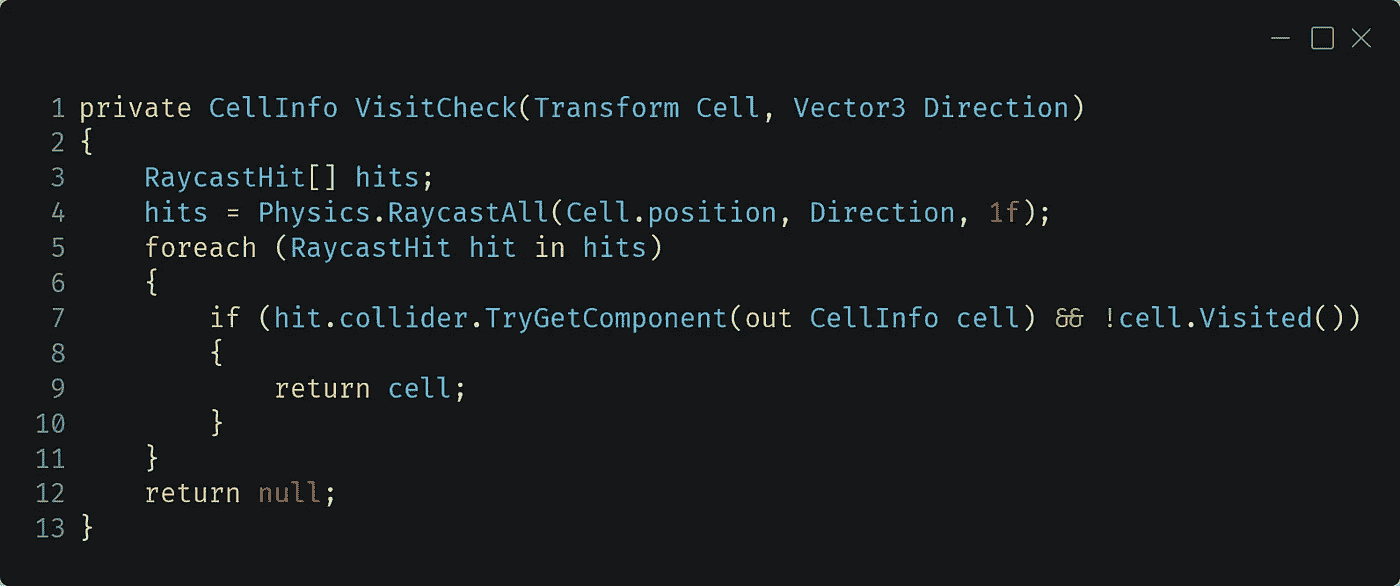 1 private CellInfo VisitCheck(Transform Cell, Vector3 Direction)
2 {
3     RaycastHit[] hits;
4     hits = Physics.RaycastAll(Cell.position, Direction, 1f);
5     foreach (RaycastHit hit in hits)
6     {
7         if (hit.collider.TryGetComponent(out CellInfo cell) && !cell.Visited())
8         {
9             return cell;
10         }
11     }
12     return null;
13 }